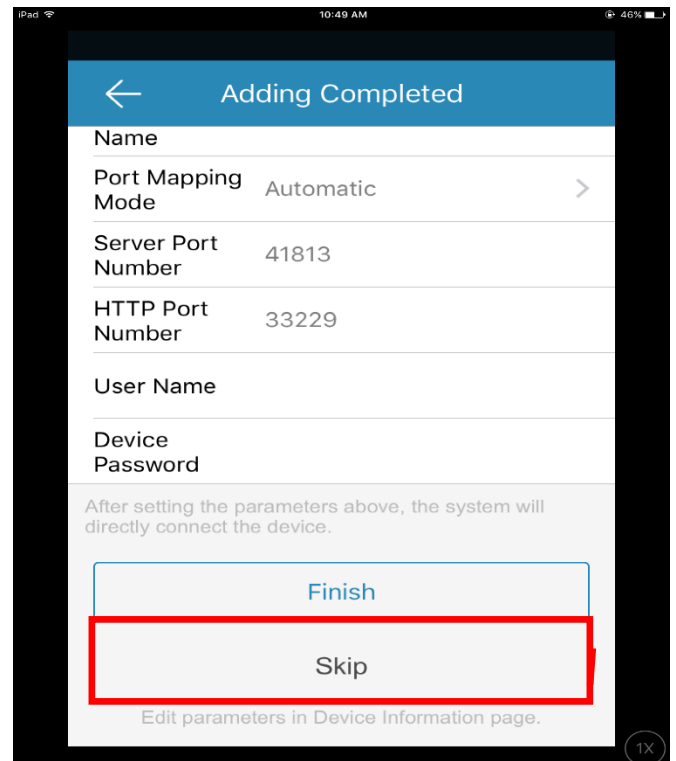 iPad 10:49 AM 46%
Adding Completed
Name
Port Mapping
Mode
Automatic
Server Port
Number
41813
HTTP Port
Number
33229
User Name
Device
Password
After setting the parameters above, the system will
directly connect the device.
Finish
Skip
Edit parameters in Device Information page.
1X